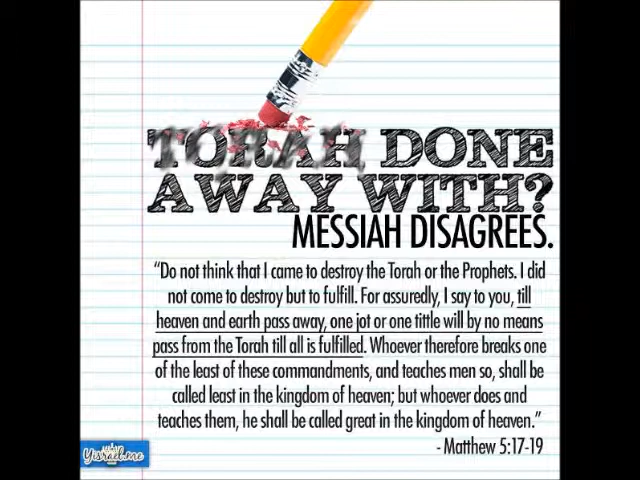 TORAH DONE
AWAY WITH?
MESSIAH DISAGREES.
“Do not think that I came to destroy the Torah or the Prophets. I did
not come to destroy but to fulfill. For assuredly, I say to you, till
heaven and earth pass away, one jot or one tittle will by no means
pass from the Torah till all is fulfilled. Whoever therefore breaks one
of the least of these commandments, and teaches men so, shall be
called least in the kingdom of heaven; but whoever does and
teaches them, he shall be called great in the kingdom of heaven.”
- Matthew 5:17-19
Yisrael.me